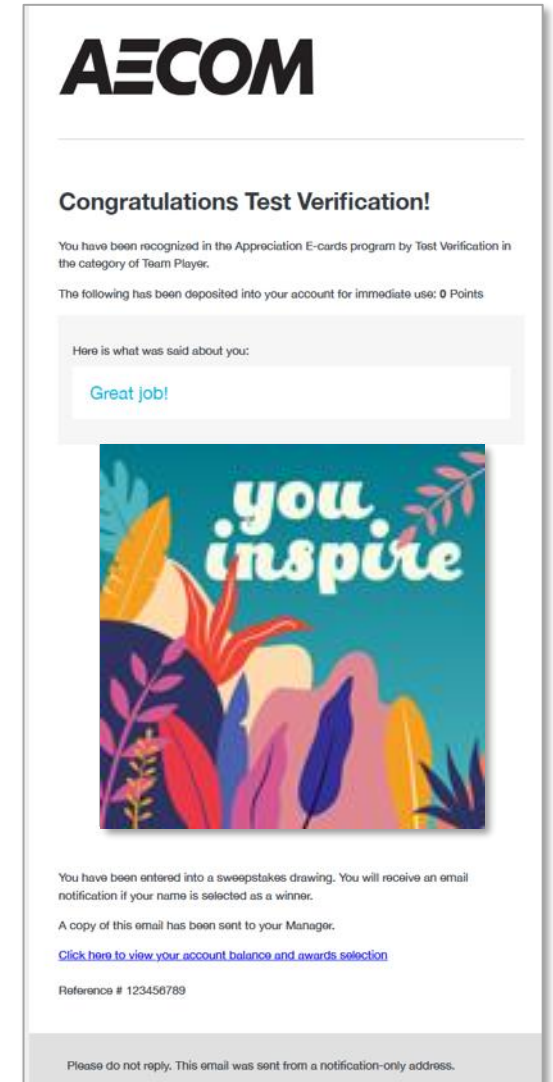 AECOM
Congratulations Test Verification!
You have been recognized in the Appreciation E-cards program by Test Verification in
the category of Team Player.
The following has been deposited into your account for immediate use: 0 Points
Here is what was said about you:
Great job!
you
inspire
You have been entered into a sweepstakes drawing. You will receive an email
notification if your name is selected as a winner.
A copy of this email has been sent to your Manager.
Click here to view your account balance and awards selection
Reference # 123456789
Please do not reply. This email was sent from a notification-only address.